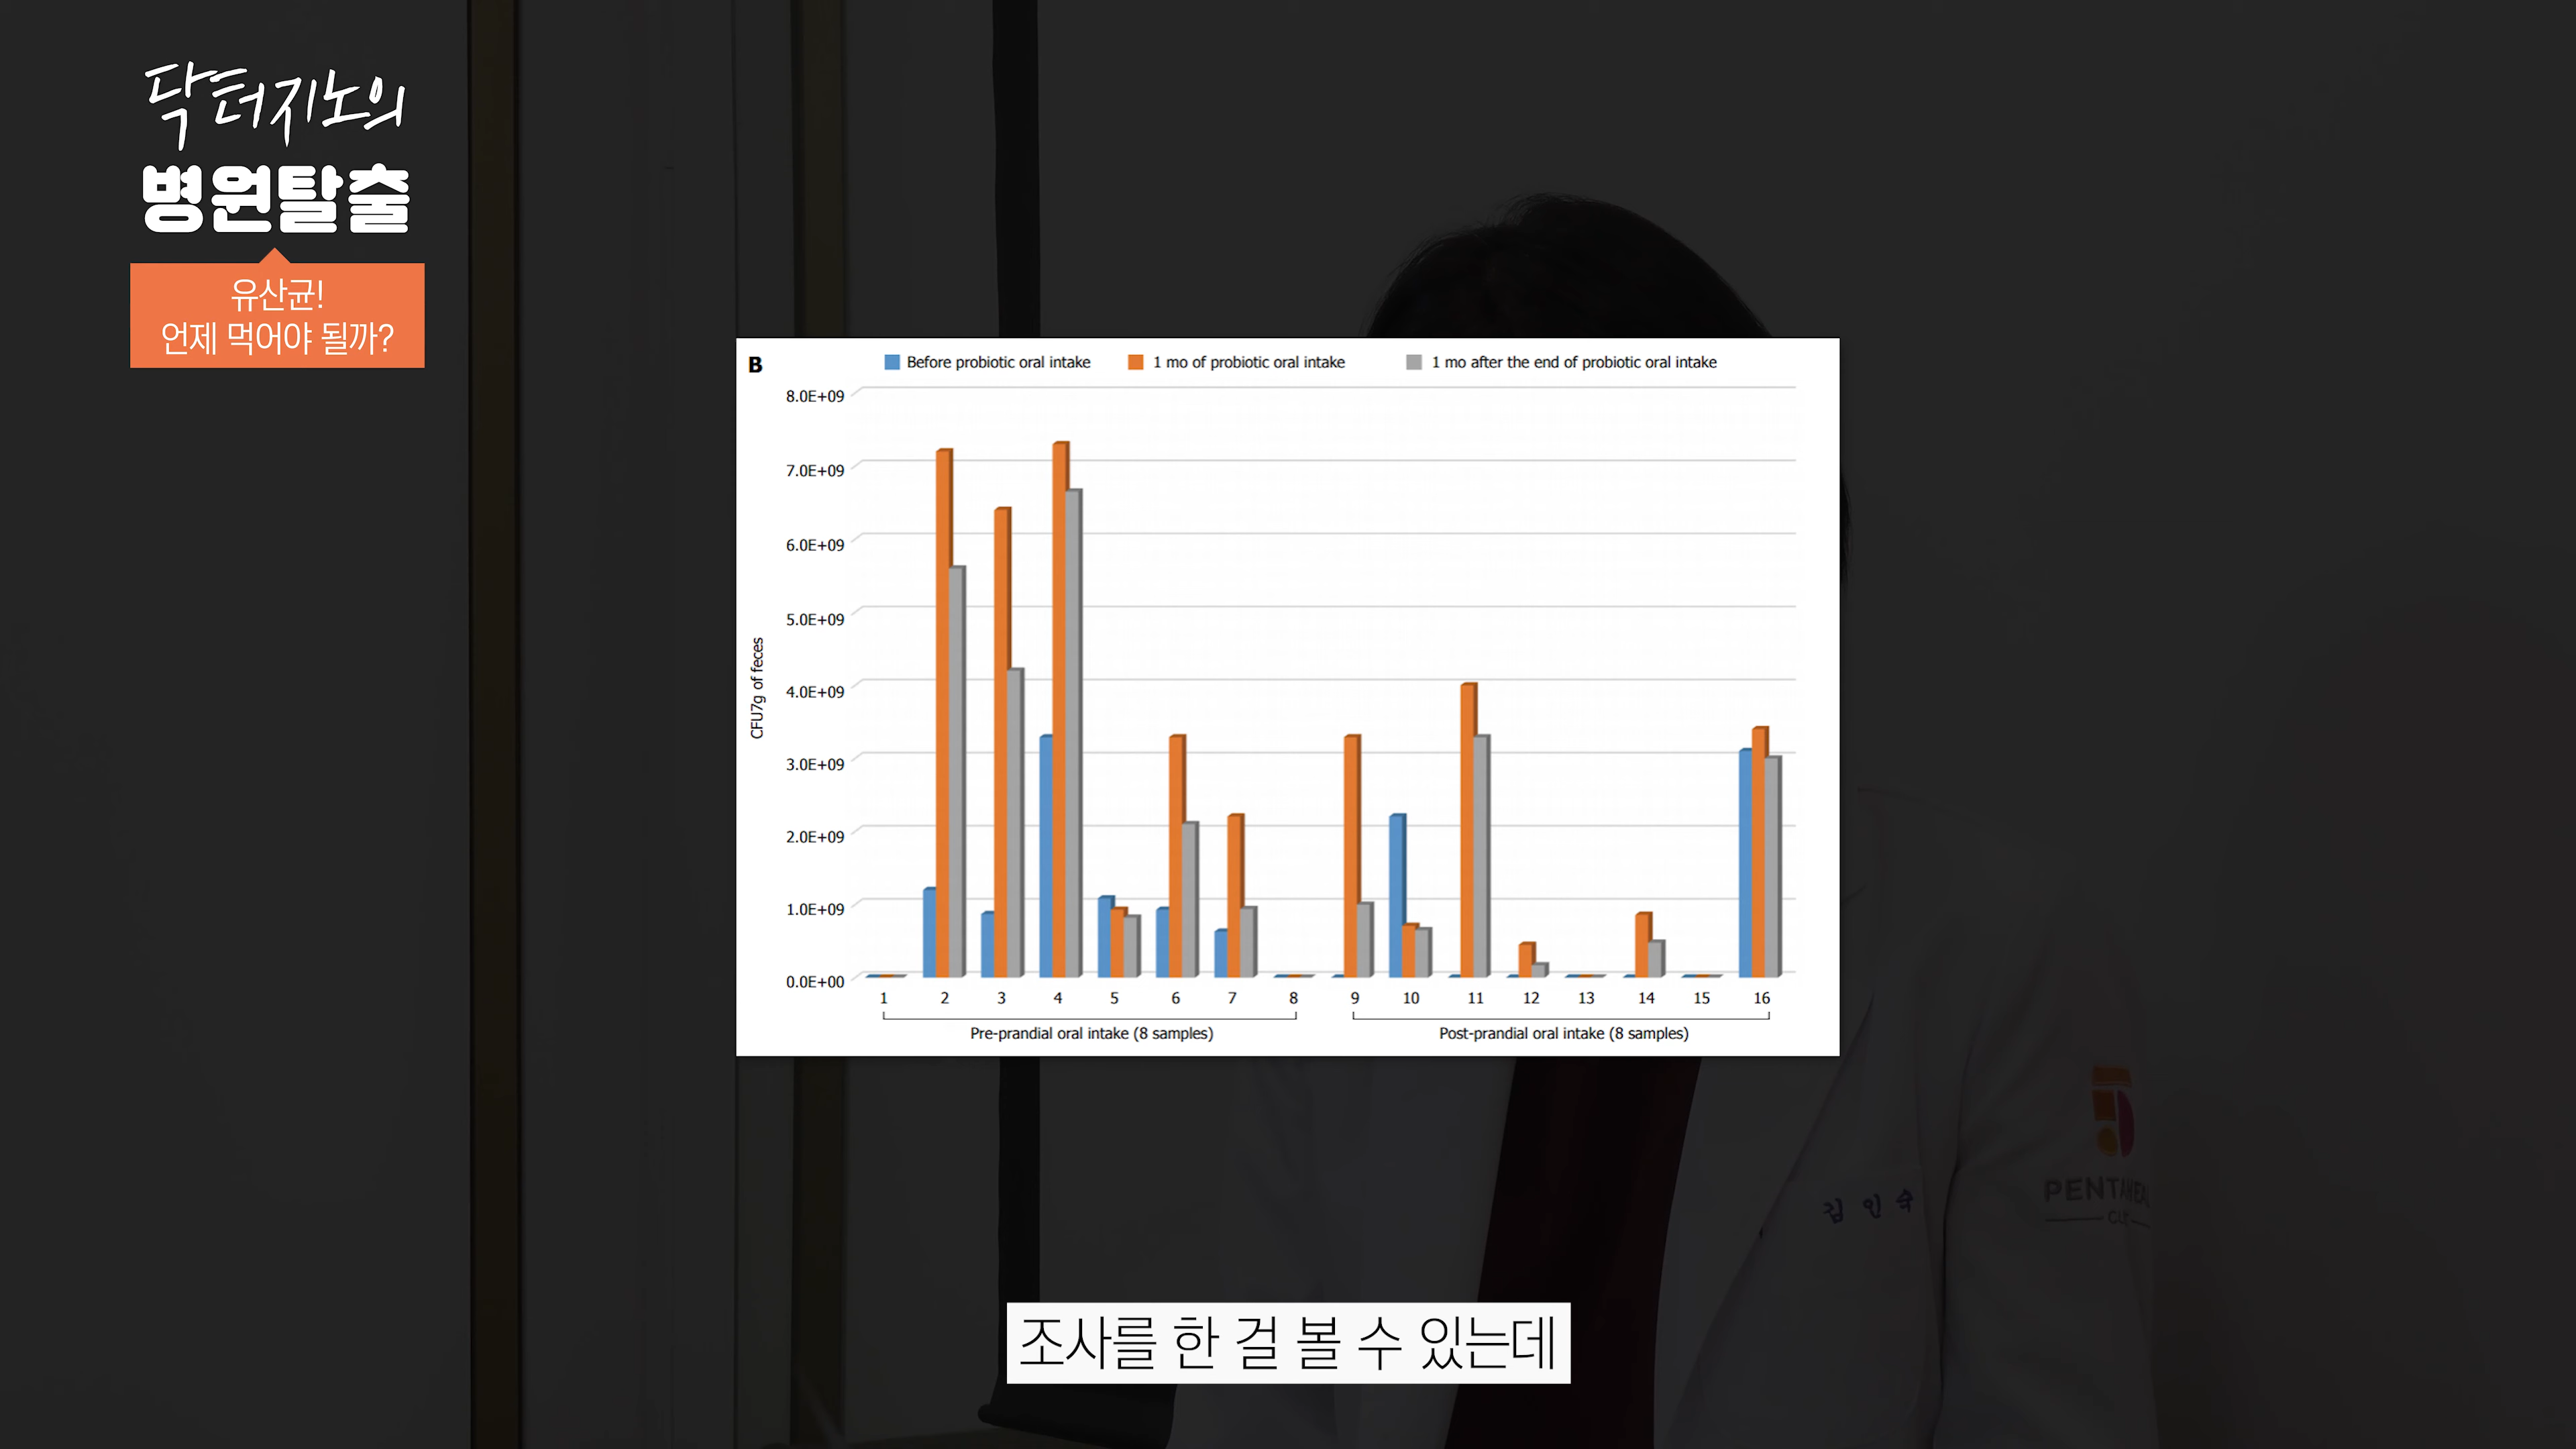 닥터지노의
병원탈출
유산균!
언제 먹어야 될까?
B
Before probiotic oral intake
1 mo of probiotic oral intake
1 mo after the end of probiotic oral intake
8.0E+09
7.0E+09
6.0E+09
5.0E+09
4.0E+09
3.0E+09
2.0E+09
1.0E+09
0.0E+00
CFU7g of feces
1 2 3 4 5 6 7 8 9 10 11 12 13 14 15 16
Pre-prandial oral intake (8 samples)
Post-prandial oral intake (8 samples)
김인숙
조사를 한 걸 볼 수 있는데